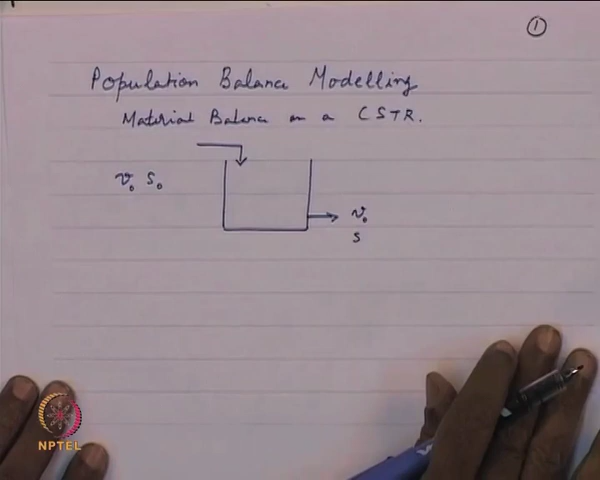 ①
Population Balance Modelling
Material Balance on a CSTR.
v₀ S₀
v₀
S
NPTEL